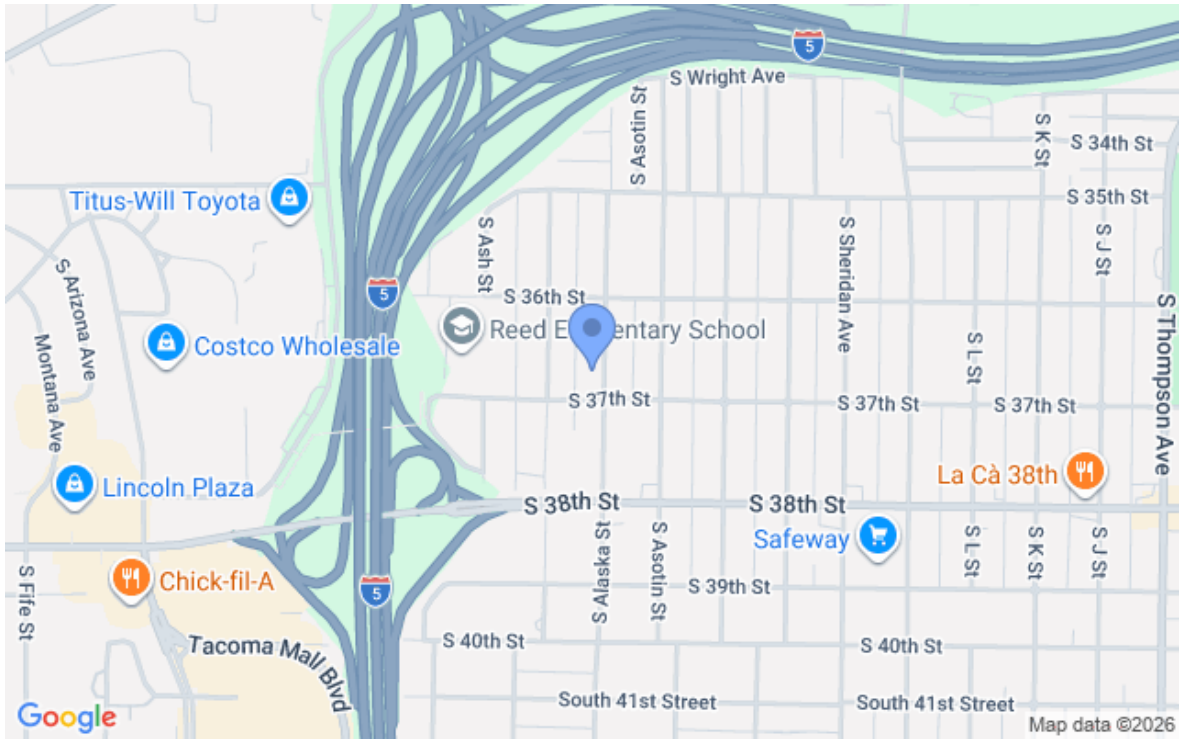 5
S Wright Ave
S Asotin St
S K St
S 34th St
Titus-Will Toyota
S 35th St
S Ash St
S Sheridan Ave
S J St
S Arizona Ave
5
S 36th St
S Thompson Ave
Reed Elementary School
Costco Wholesale
Montana Ave
S L St
S 37th St
S 37th St
S 37th St
La Cà 38th
Lincoln Plaza
S 38th St
S 38th St
Safeway
S Alaska St
S Asotin St
S L St
S K St
S J St
Chick-fil-A
5
S 39th St
S Fife St
Tacoma Mall Blvd
S 40th St
S 40th St
South 41st Street
South 41st Street
Google
Map data ©2026